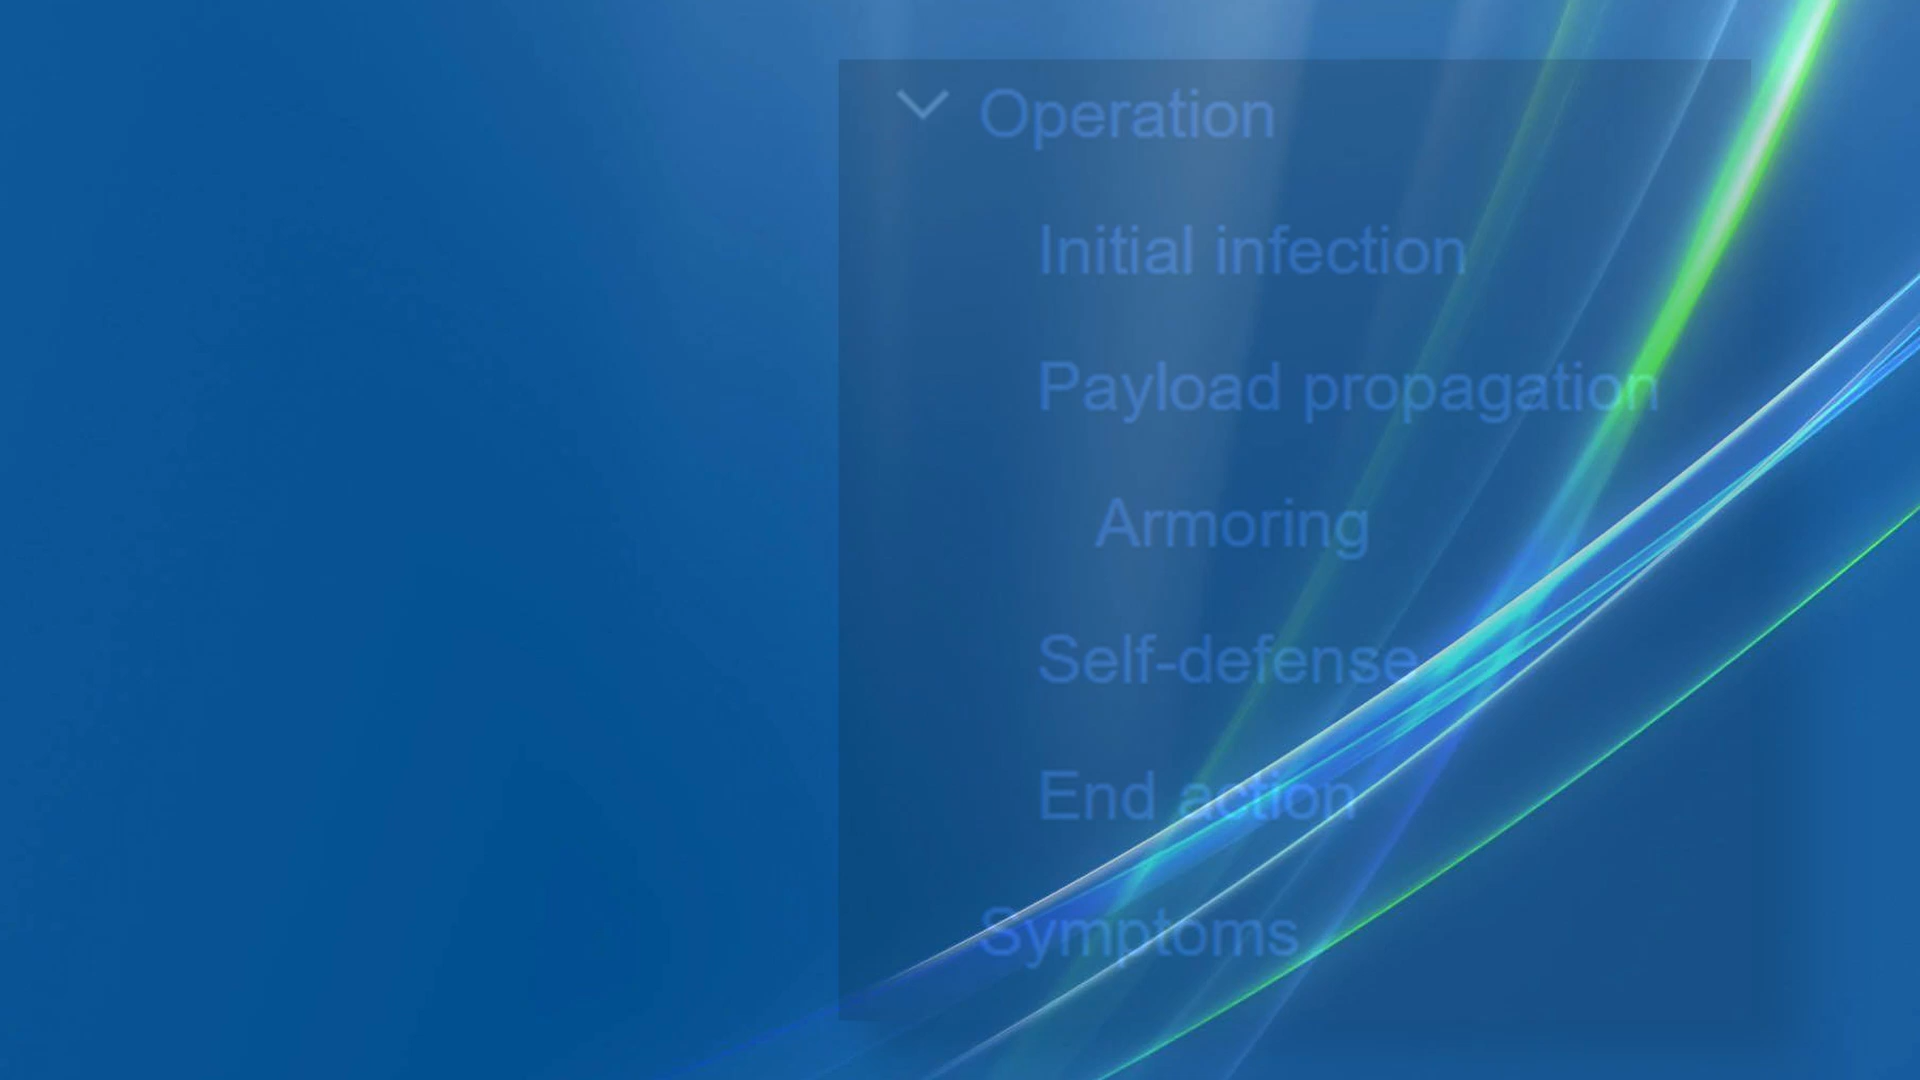 Operation
Initial infection
Payload propagation
Armoring
Self-defense
End action
Symptoms